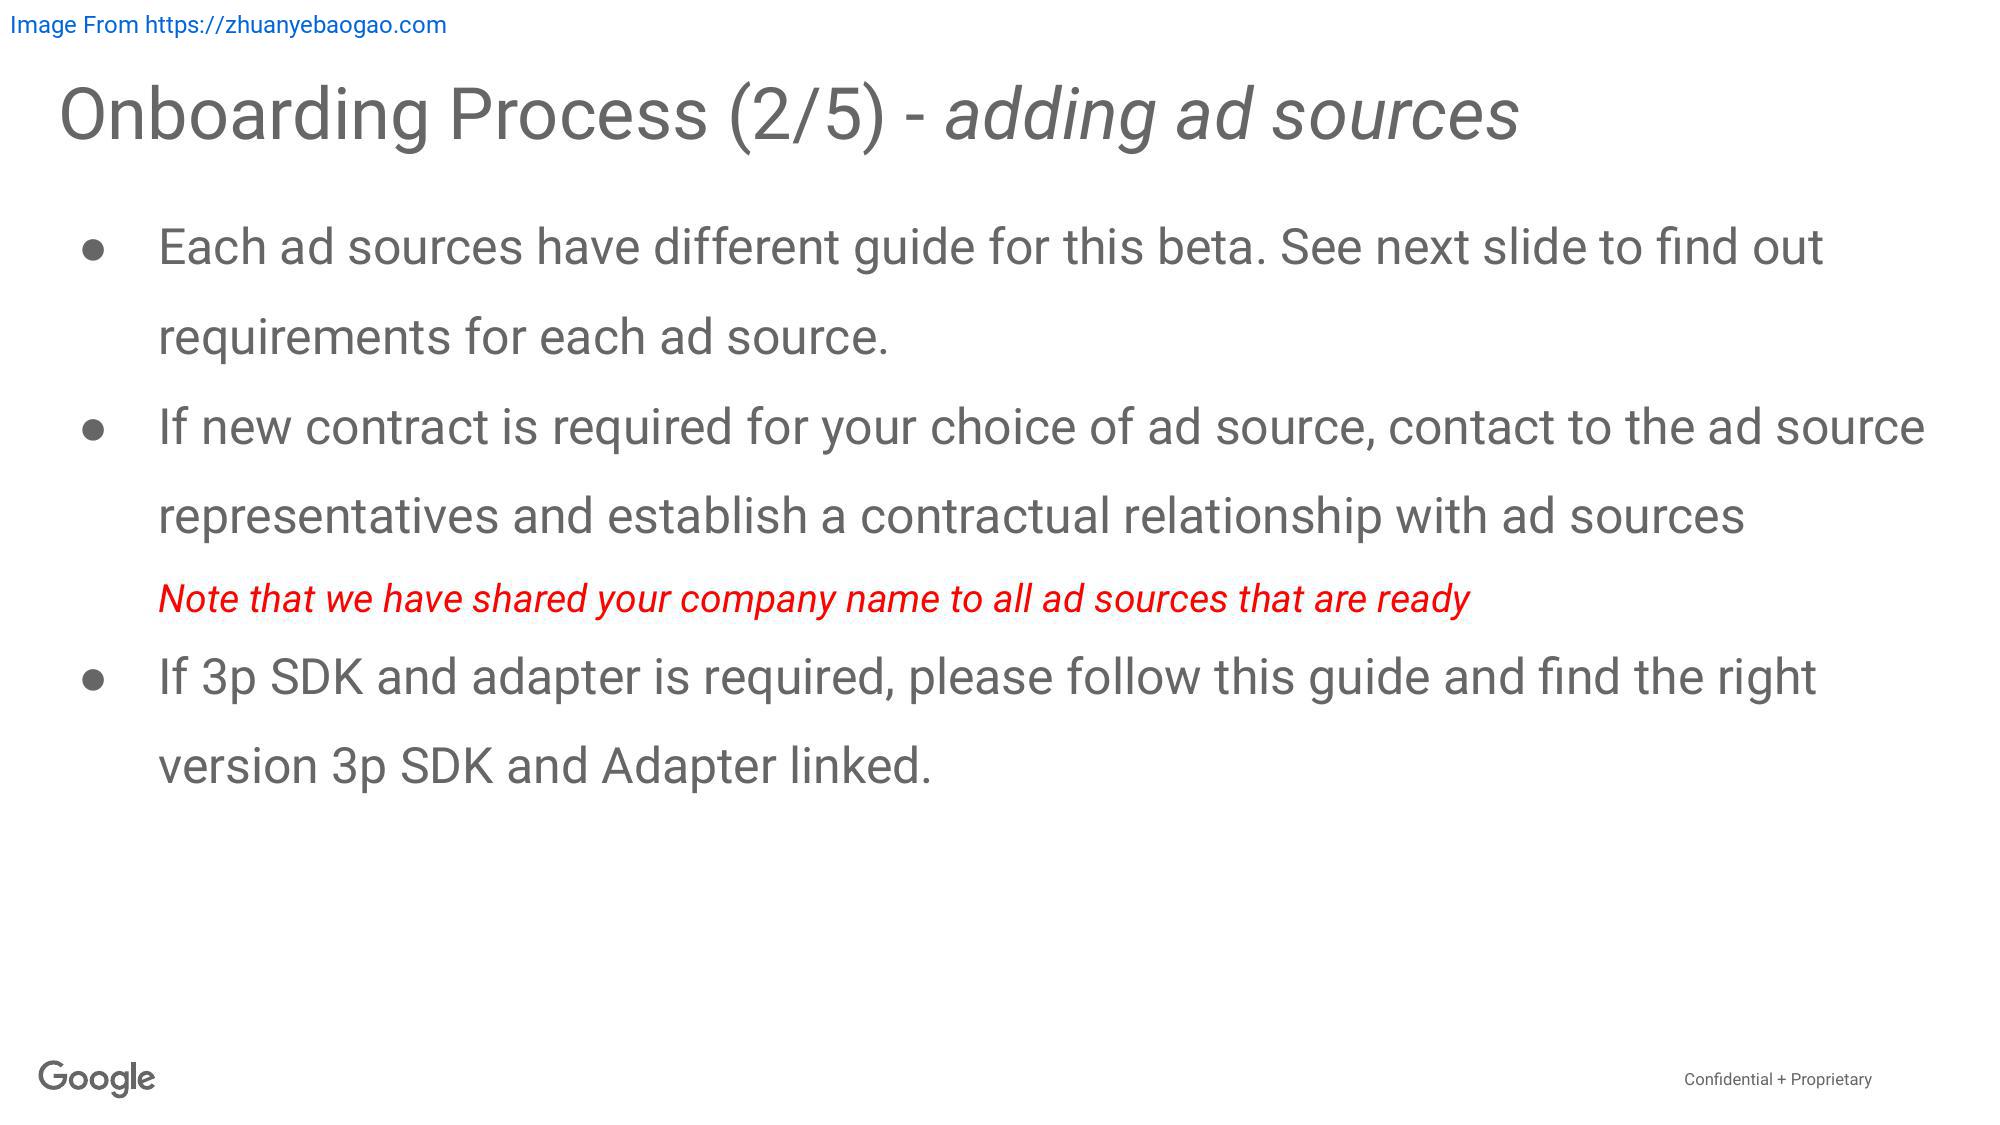 Image From https://zhuanyebaogao.com
Onboarding Process (2/5) - adding ad sources
● Each ad sources have different guide for this beta. See next slide to find out
requirements for each ad source.
● If new contract is required for your choice of ad source, contact to the ad source
representatives and establish a contractual relationship with ad sources
Note that we have shared your company name to all ad sources that are ready
● If 3p SDK and adapter is required, please follow this guide and find the right
version 3p SDK and Adapter linked.
Google
Confidential + Proprietary